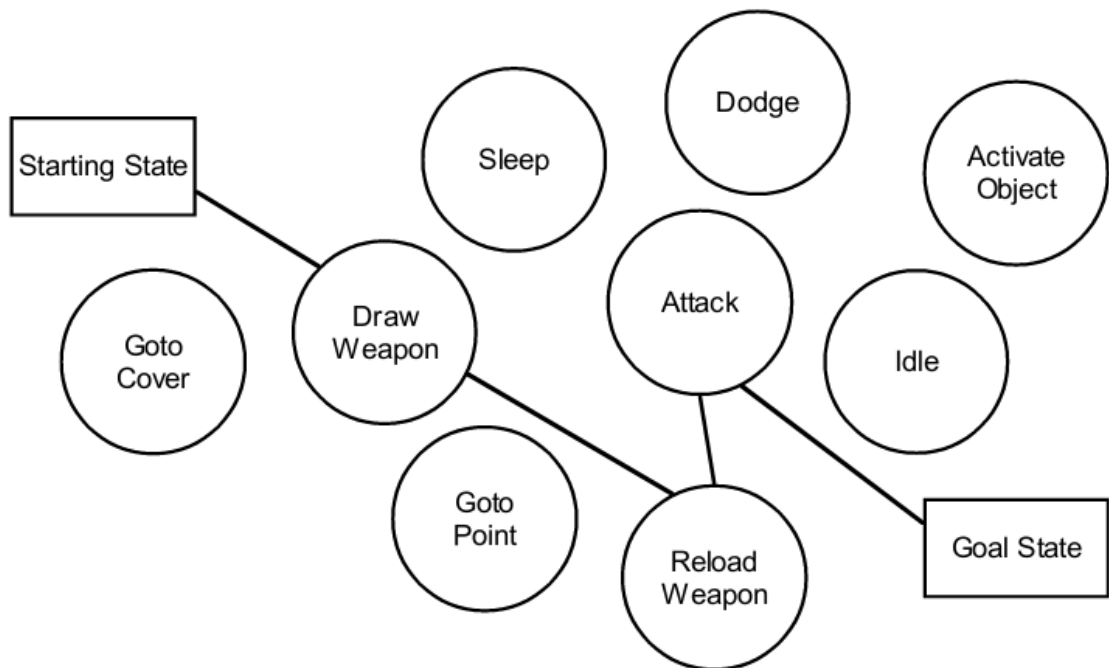 Dodge
Sleep
Activate
Object
Starting State
Attack
Draw
Weapon
Goto
Cover
Idle
Goto
Point
Goal State
Reload
Weapon